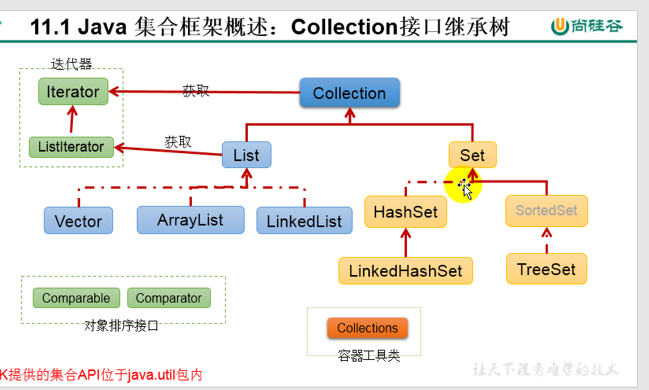 11.1 Java 集合框架概述：Collection接口继承树
尚硅谷
迭代器
Iterator
获取
Collection
ListIterator
获取
List
Set
Vector
ArrayList
LinkedList
HashSet
SortedSet
LinkedHashSet
TreeSet
Comparable
Comparator
对象排序接口
Collections
容器工具类
K提供的集合API位于java.util包内
让天下没有难学的技术